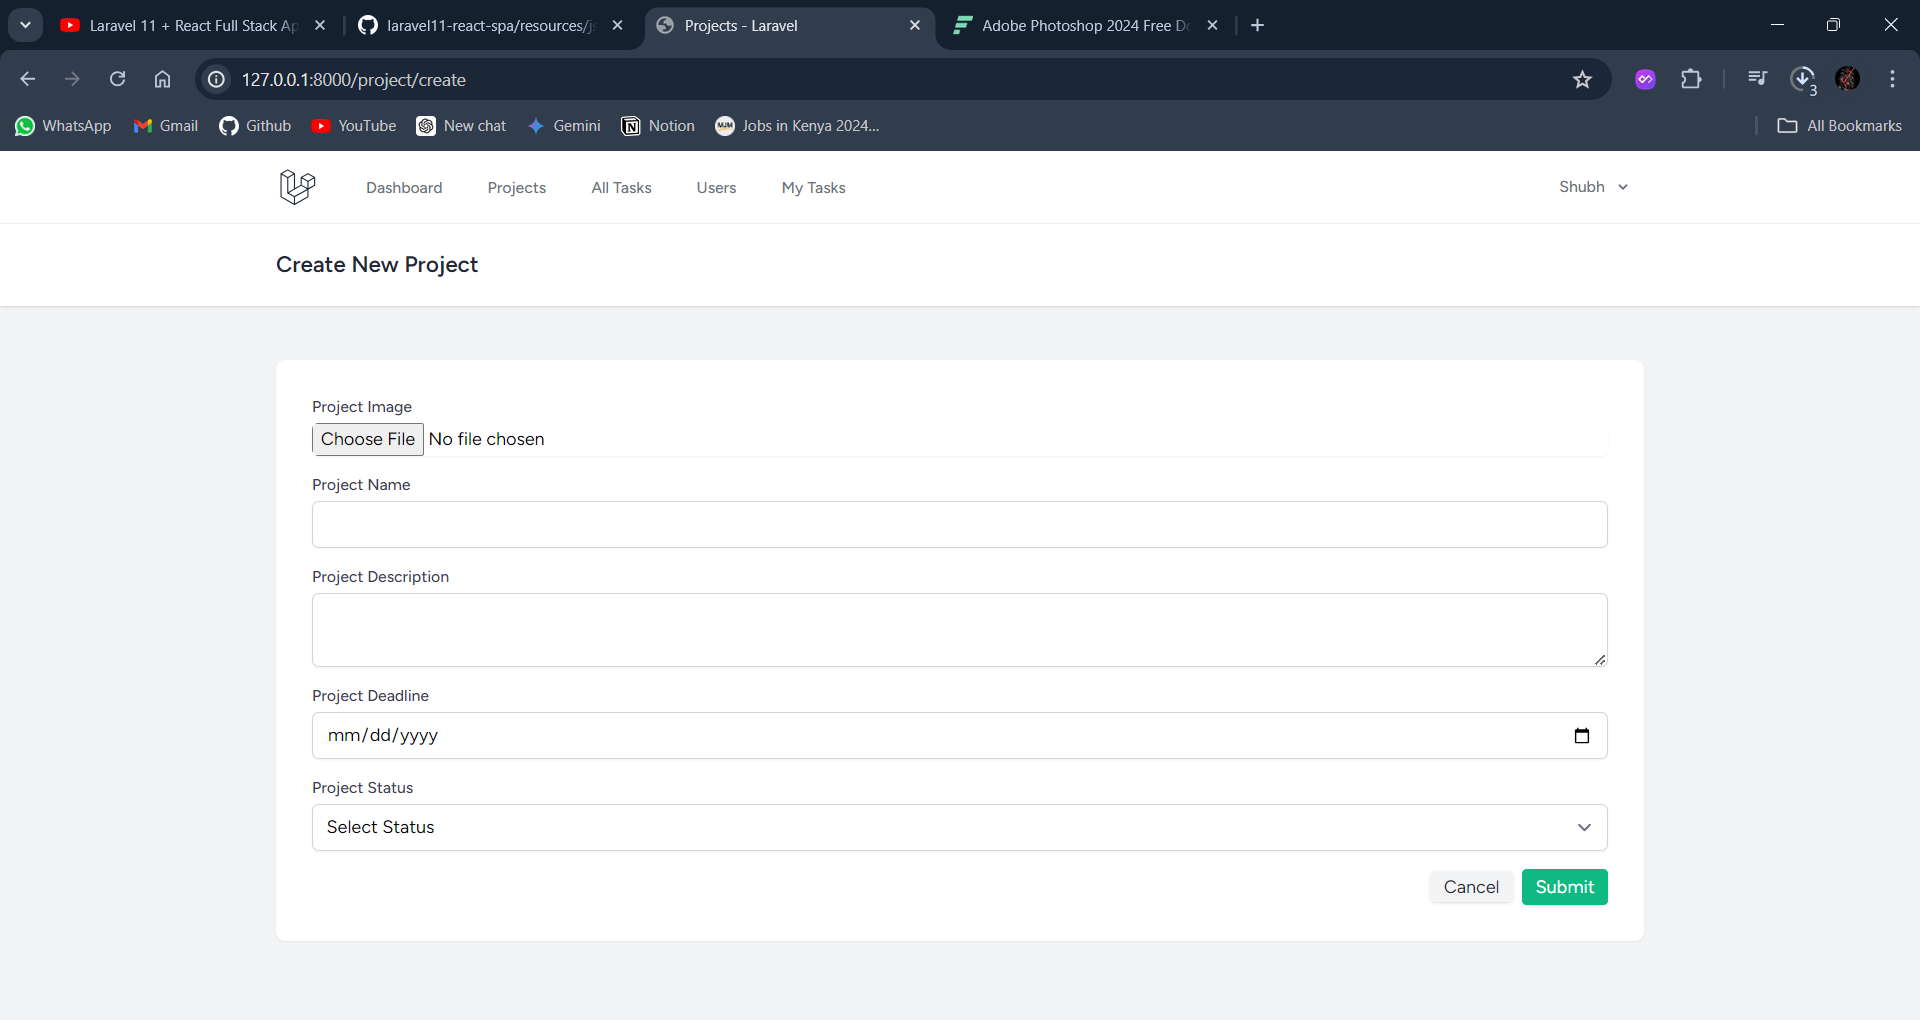 Laravel 11 + React Full Stack Ap
laravel11-react-spa/resources/js
Projects - Laravel
Adobe Photoshop 2024 Free Do
127.0.0.1:8000/project/create
3
WhatsApp
Gmail
Github
YouTube
New chat
Gemini
Notion
MJM
Jobs in Kenya 2024...
All Bookmarks
Dashboard
Projects
All Tasks
Users
My Tasks
Shubh
Create New Project
Project Image
Choose File No file chosen
Project Name
Project Description
Project Deadline
mm/dd/yyyy
Project Status
Select Status
Cancel
Submit